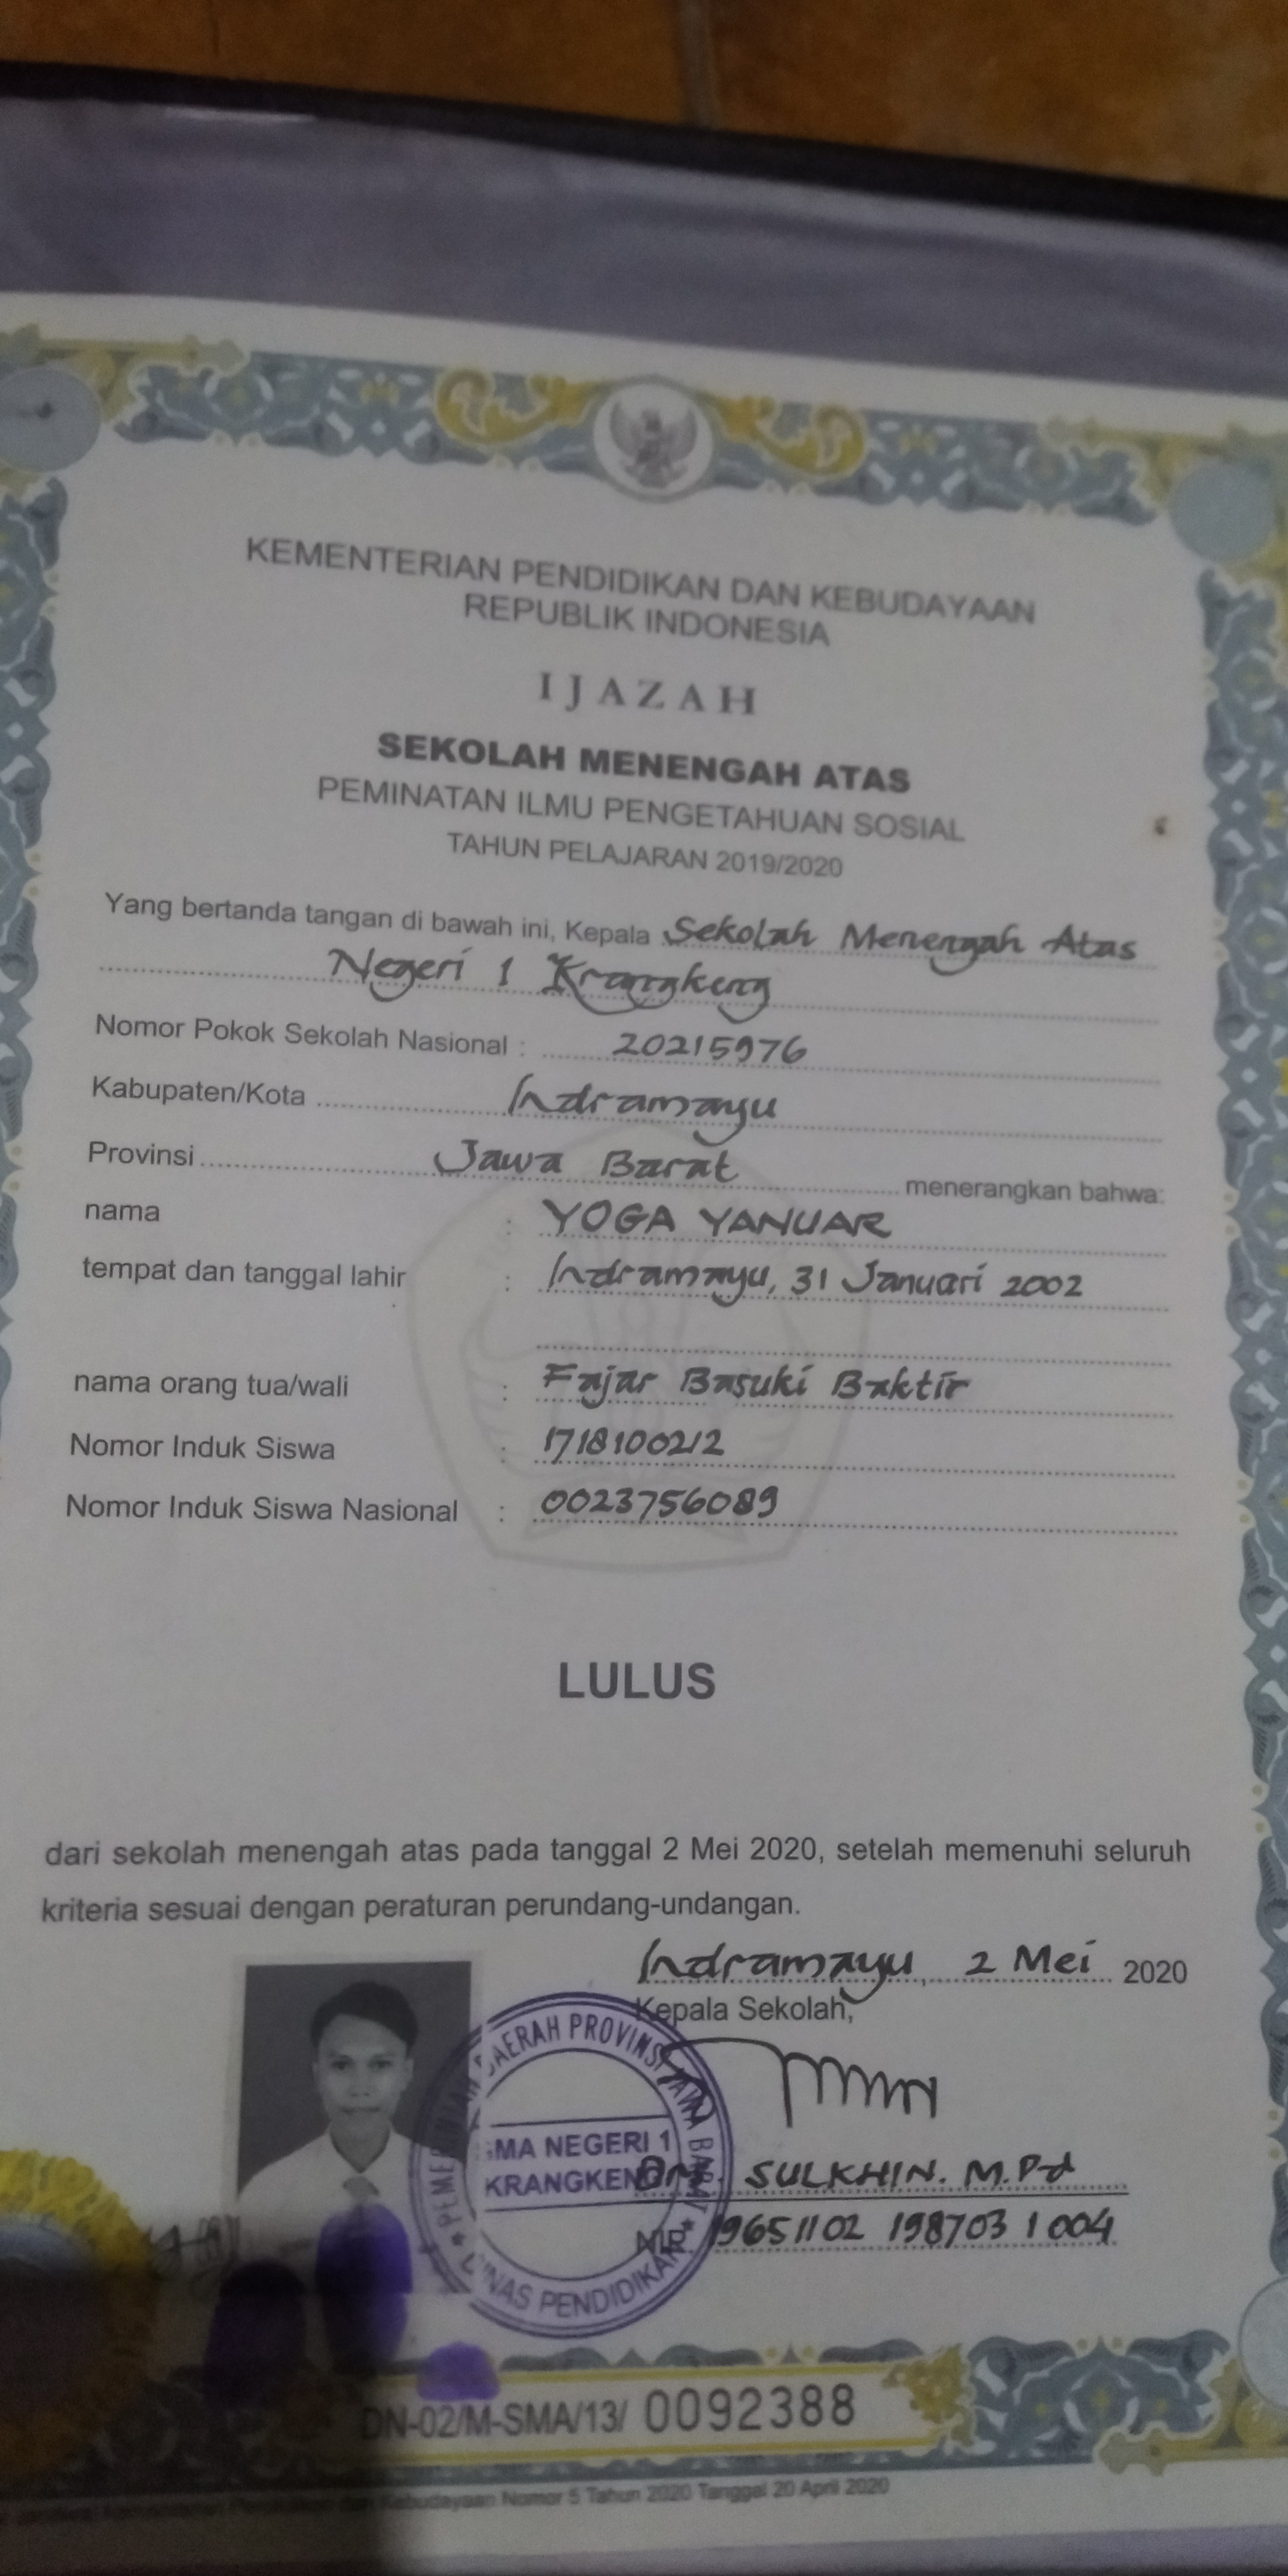 KEMENTERIAN PENDIDIKAN DAN KEBUDAYAAN
REPUBLIK INDONESIA
IJAZAH
SEKOLAH MENENGAH ATAS
PEMINATAN ILMU PENGETAHUAN SOSIAL
TAHUN PELAJARAN 2019/2020
Yang bertanda tangan di bawah ini, Kepala Sekolah Menengah Atas
Negeri 1 Krangkeng
Nomor Pokok Sekolah Nasional : 20215976
Kabupaten/Kota Indramayu
Provinsi Jawa Barat menerangkan bahwa:
nama : YOGA YANUAR
tempat dan tanggal lahir : Indramayu, 31 Januari 2002
nama orang tua/wali : Fajar Basuki Baktir
Nomor Induk Siswa : 1718100212
Nomor Induk Siswa Nasional : 0023756089
LULUS
dari sekolah menengah atas pada tanggal 2 Mei 2020, setelah memenuhi seluruh
kriteria sesuai dengan peraturan perundang-undangan.
Indramayu, 2 Mei 2020
Kepala Sekolah,
PEMERINTAH DAERAH PROVINSI JAWA BARAT
SMA NEGERI 1
KRANGKENG
DINAS PENDIDIKAN
SULKHIN. M.Pd
NIP. 19651102 198703 1 004
DN-02/M-SMA/13/ 0092388
Kebudayaan Nomor 5 Tahun 2020 Tanggal 20 April 2020